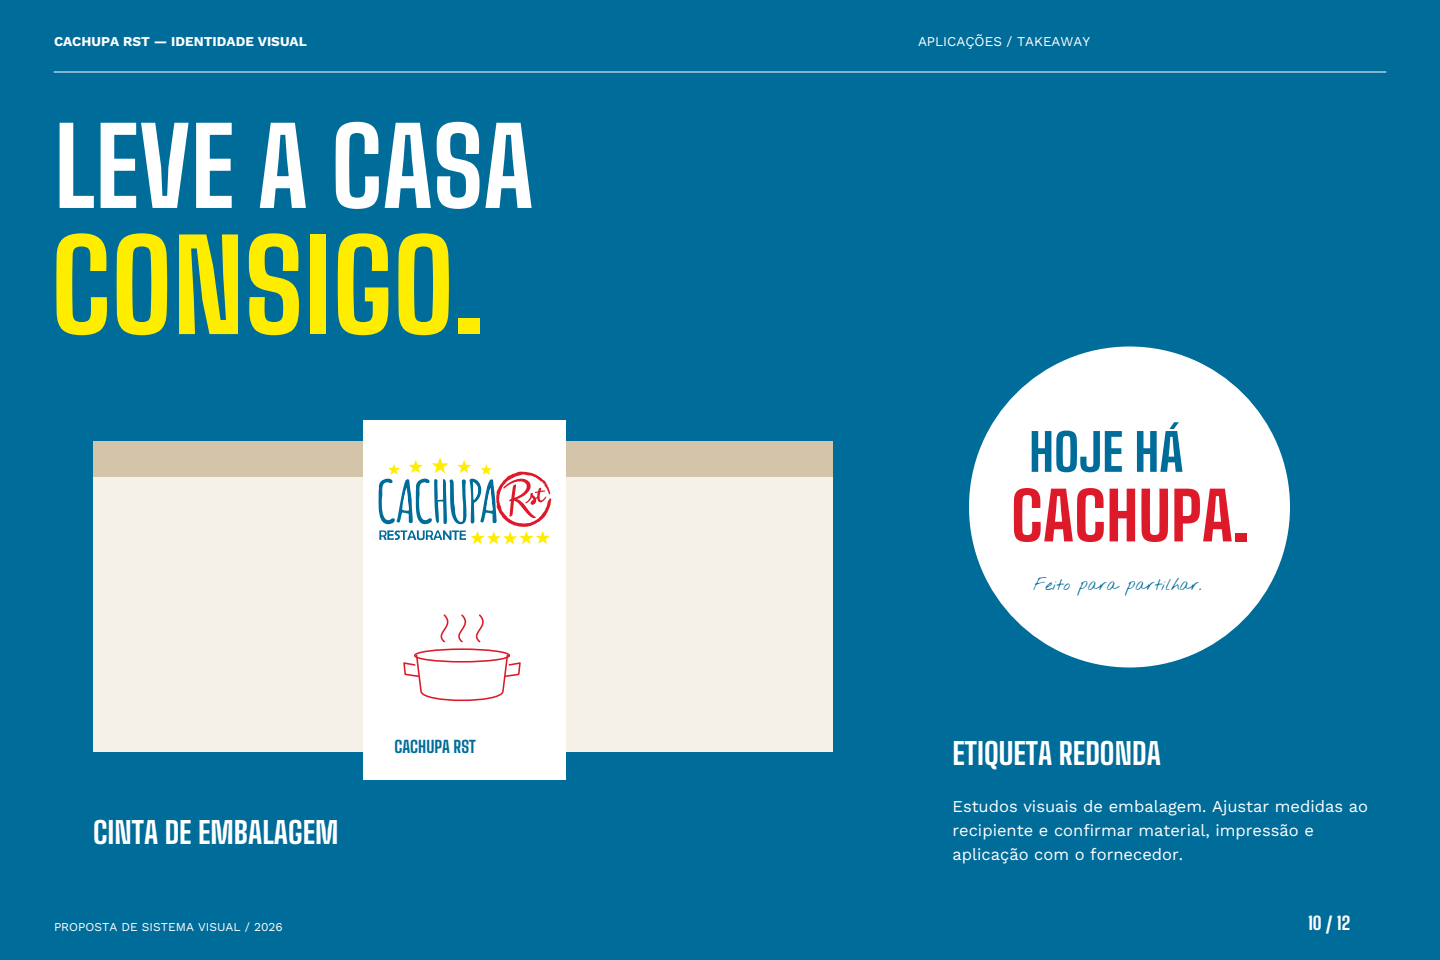 CACHUPA RST — IDENTIDADE VISUAL
APLICAÇÕES / TAKEAWAY
LEVE A CASA
CONSIGO.
CACHUPA Rst
RESTAURANTE
CACHUPA RST
CINTA DE EMBALAGEM
HOJE HÁ
CACHUPA.
Feito para partilhar.
ETIQUETA REDONDA
Estudos visuais de embalagem. Ajustar medidas ao
recipiente e confirmar material, impressão e
aplicação com o fornecedor.
PROPOSTA DE SISTEMA VISUAL / 2026
10 / 12